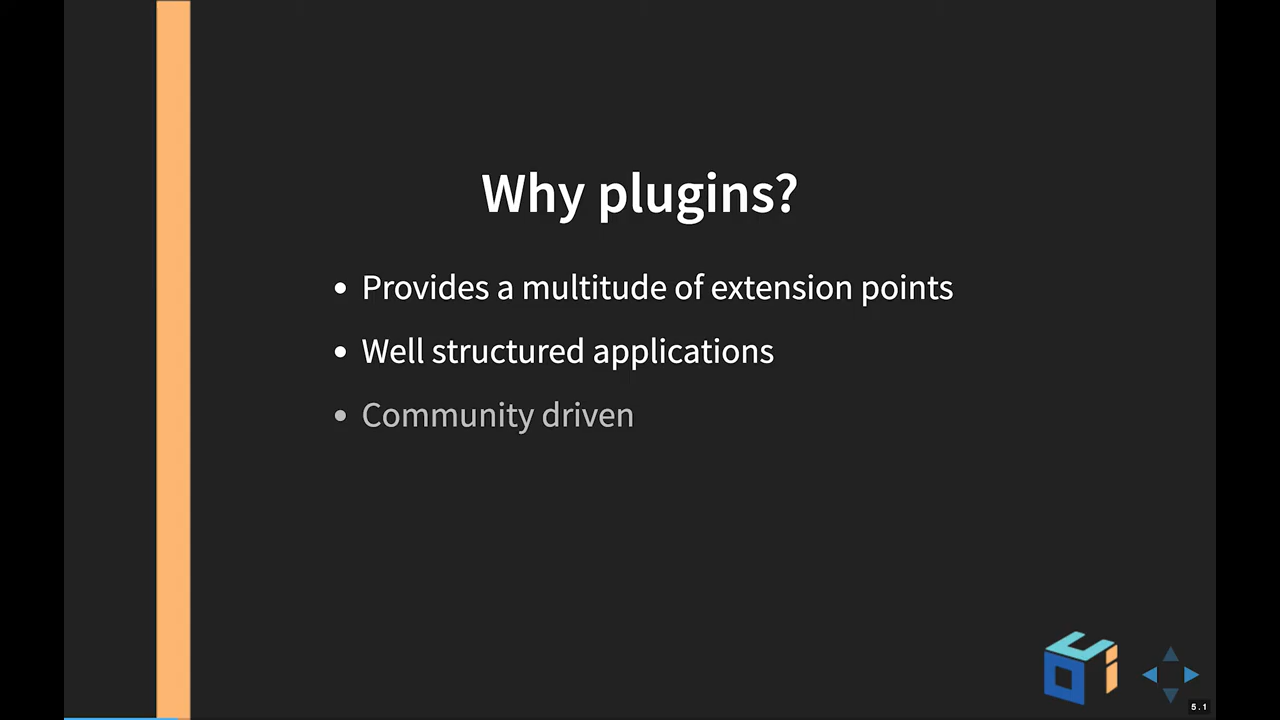 Why plugins?
• Provides a multitude of extension points
• Well structured applications
• Community driven
5.1